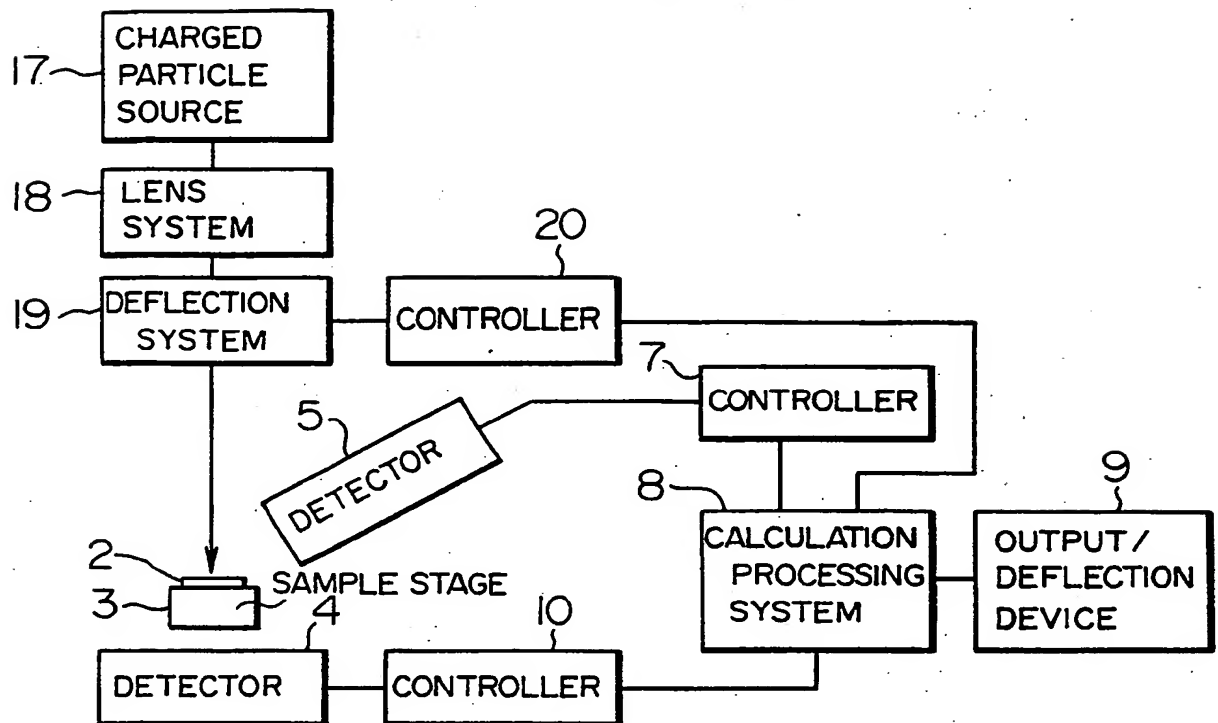 17
CHARGED
PARTICLE
SOURCE
18
LENS
SYSTEM
19
DEFLECTION
SYSTEM
20
CONTROLLER
7
CONTROLLER
5
DETECTOR
8
CALCULATION
PROCESSING
SYSTEM
9
OUTPUT/
DEFLECTION
DEVICE
2
3
SAMPLE STAGE
4
DETECTOR
10
CONTROLLER